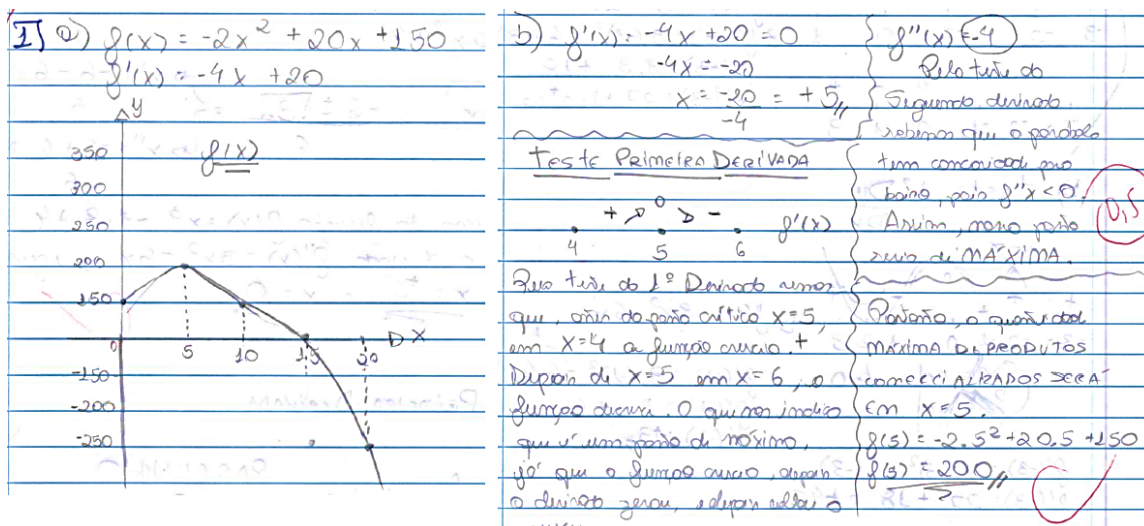 1) a) f(x) = -2x² + 20x + 150
f'(x) = -4x + 20
y
350
300
250
200
150
0
-150
-200
-250
f(x)
5 10 15 20 x
b) f'(x) = -4x + 20 = 0
-4x = -20
x = -20/-4 = +5
Teste Primeira Derivada
+ 0 -
4 5 6 f'(x)
Pelo teste da 1ª Derivada vemos
que, antes do ponto crítico x=5,
em x=4 a função crescia. +
Depois de x=5 em x=6, a
função decresce. O que nos indica
que é um ponto de máximo,
já que a função crescia, depois
a derivada zerou, e depois voltou a
f''(x) = -4
Pelo teste da
Segunda derivada
sabemos que a parábola
tem concavidade pra
baixo, pois f''x < 0.
Assim, nosso ponto
seria de MÁXIMA.
0,5
Portanto, a quantidade
MÁXIMA DE PRODUTOS
COMERCIALIZADOS SERÁ
Em x=5.
f(5) = -2.5² + 20.5 + 150
f(5) = 200